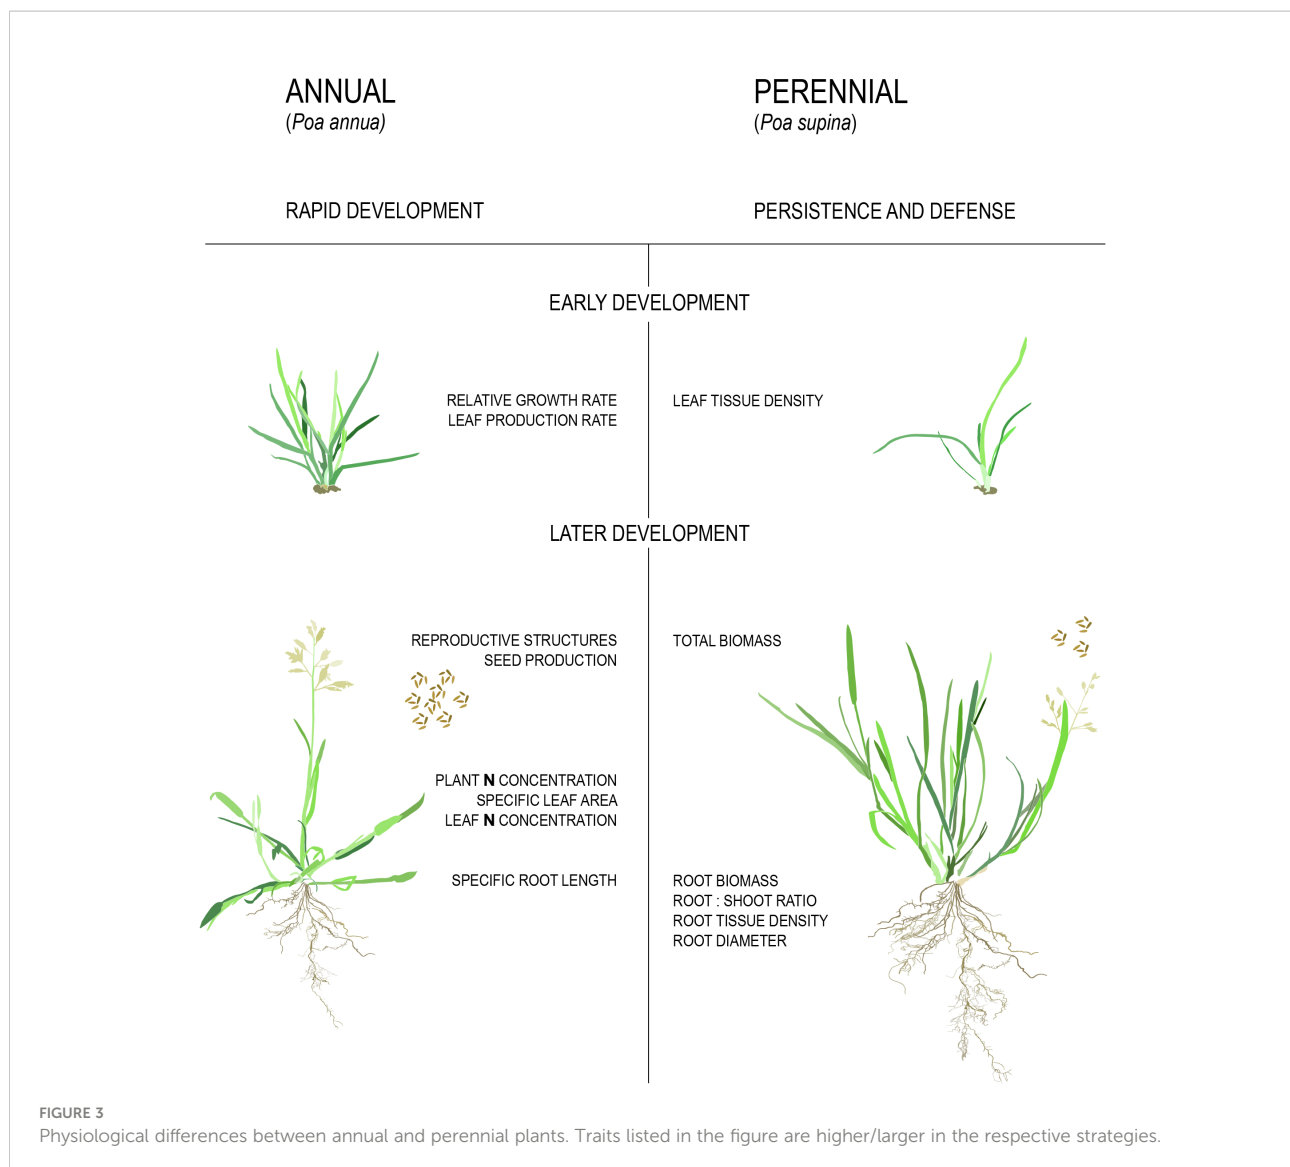 ANNUAL
(Poa annua)
PERENNIAL
(Poa supina)
RAPID DEVELOPMENT
PERSISTENCE AND DEFENSE
EARLY DEVELOPMENT
RELATIVE GROWTH RATE
LEAF PRODUCTION RATE
LEAF TISSUE DENSITY
LATER DEVELOPMENT
REPRODUCTIVE STRUCTURES
SEED PRODUCTION
TOTAL BIOMASS
PLANT N CONCENTRATION
SPECIFIC LEAF AREA
LEAF N CONCENTRATION
SPECIFIC ROOT LENGTH
ROOT BIOMASS
ROOT : SHOOT RATIO
ROOT TISSUE DENSITY
ROOT DIAMETER
FIGURE 3
Physiological differences between annual and perennial plants. Traits listed in the figure are higher/larger in the respective strategies.